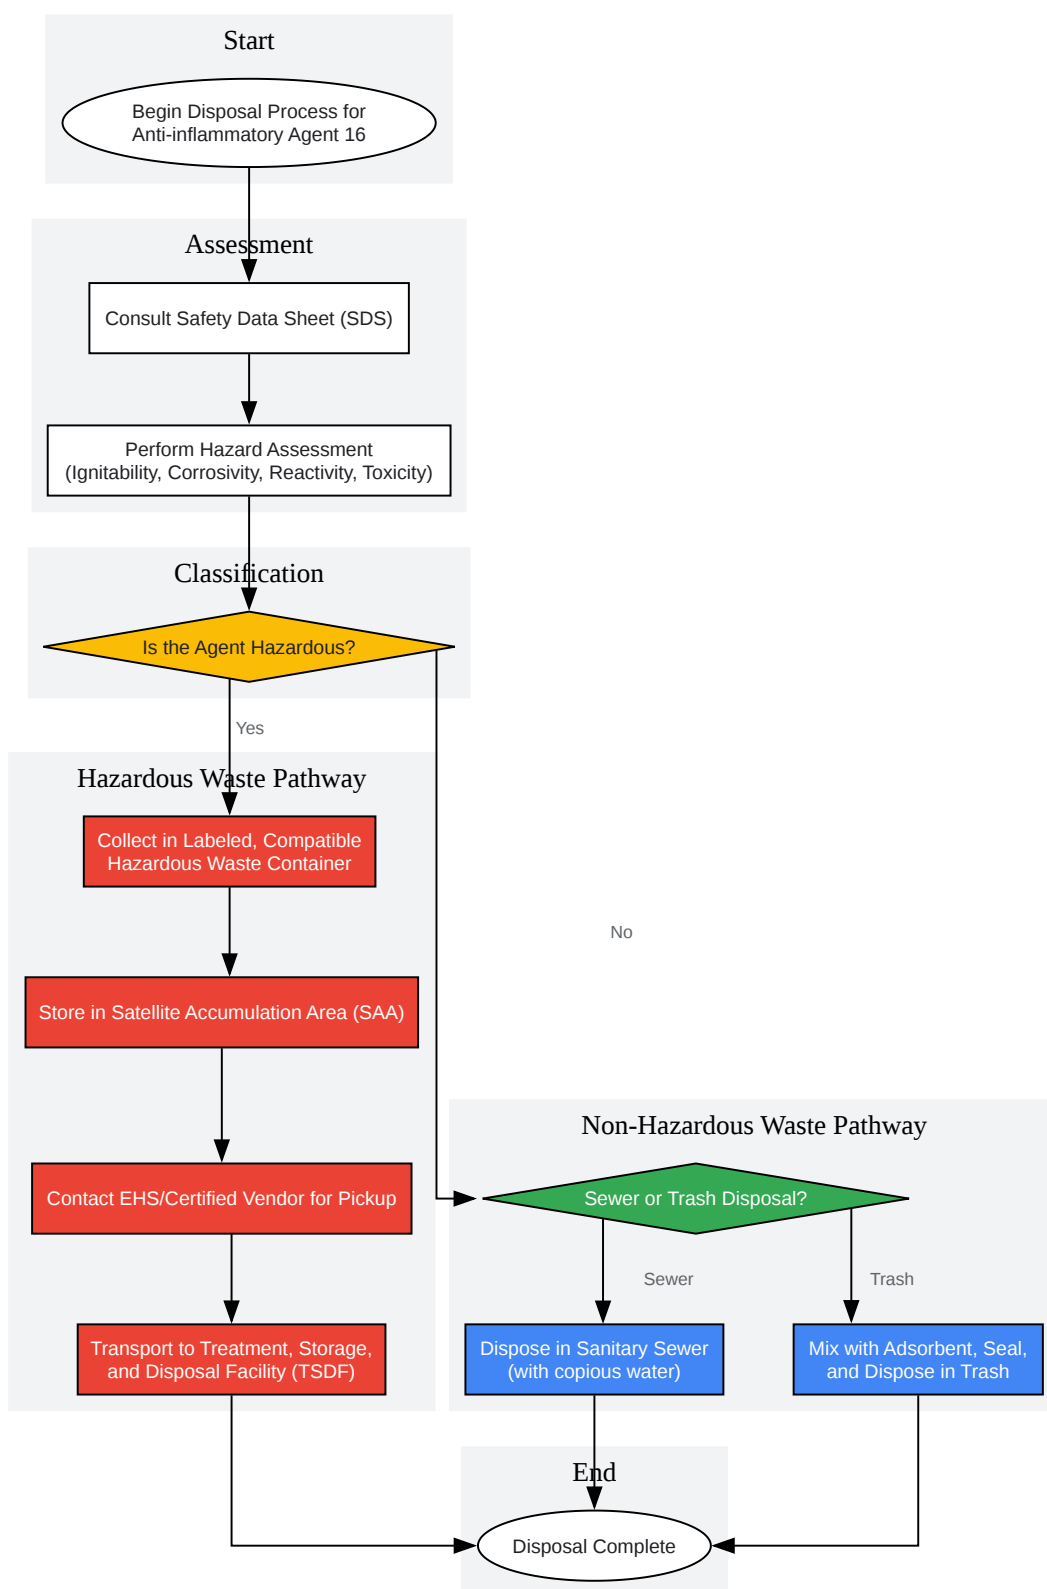 Start
Begin Disposal Process for
Anti-inflammatory Agent 16
Assessment
Consult Safety Data Sheet (SDS)
Perform Hazard Assessment
(Ignitability, Corrosivity, Reactivity, Toxicity)
Classification
Is the Agent Hazardous?
Yes
Hazardous Waste Pathway
Collect in Labeled, Compatible
Hazardous Waste Container
No
Store in Satellite Accumulation Area (SAA)
Contact EHS/Certified Vendor for Pickup
Transport to Treatment, Storage,
and Disposal Facility (TSDF)
Non-Hazardous Waste Pathway
Sewer or Trash Disposal?
Sewer
Trash
Dispose in Sanitary Sewer
(with copious water)
Mix with Adsorbent, Seal,
and Dispose in Trash
End
Disposal Complete